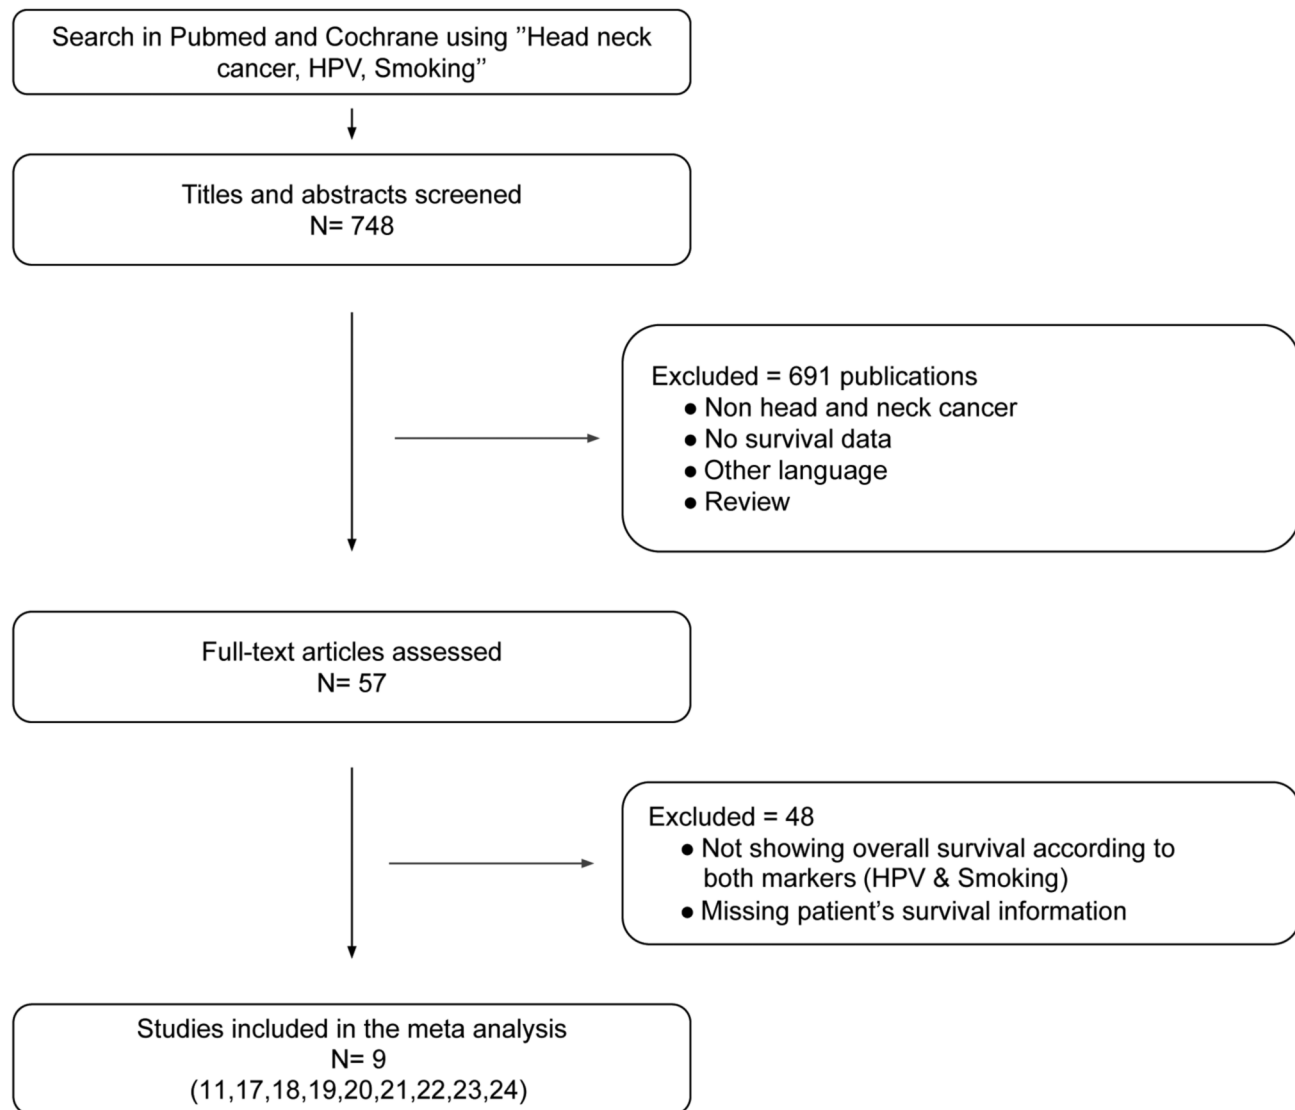 Search in Pubmed and Cochrane using ”Head neck
cancer, HPV, Smoking”
Titles and abstracts screened
N= 748
Excluded = 691 publications
● Non head and neck cancer
● No survival data
● Other language
● Review
Full-text articles assessed
N= 57
Excluded = 48
● Not showing overall survival according to
both markers (HPV & Smoking)
● Missing patient’s survival information
Studies included in the meta analysis
N= 9
(11,17,18,19,20,21,22,23,24)